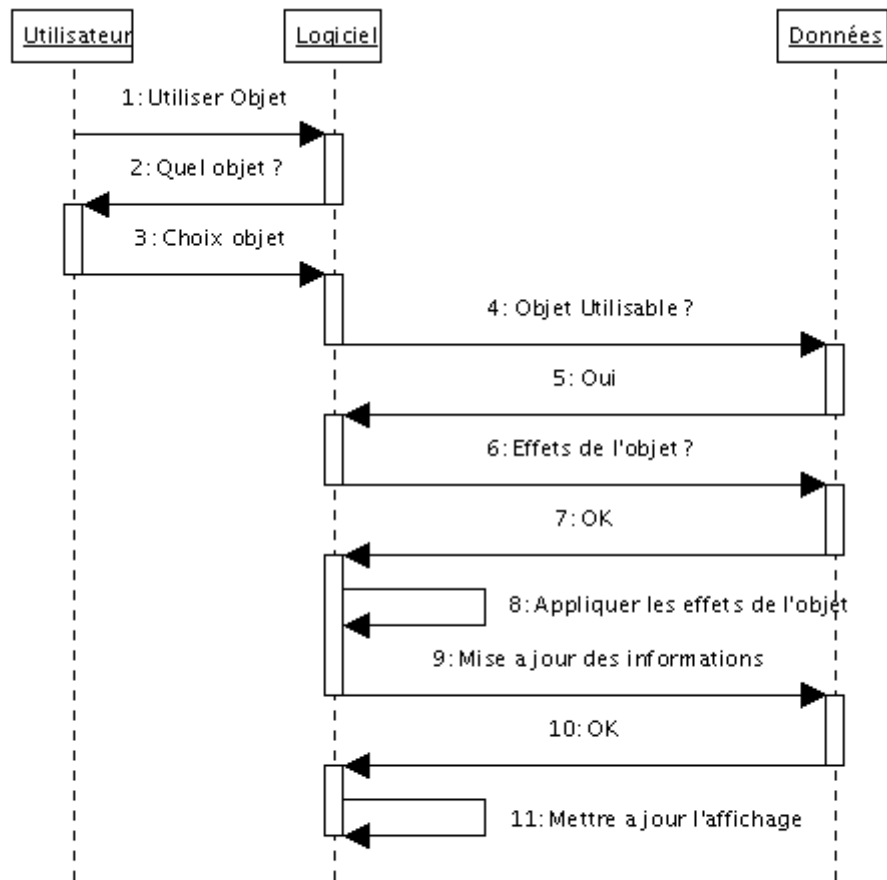 Utilisateur
Logiciel
Données
1: Utiliser Objet
2: Quel objet ?
3: Choix objet
4: Objet Utilisable ?
5: Oui
6: Effets de l'objet ?
7: OK
8: Appliquer les effets de l'objet
9: Mise a jour des informations
10: OK
11: Mettre a jour l'affichage